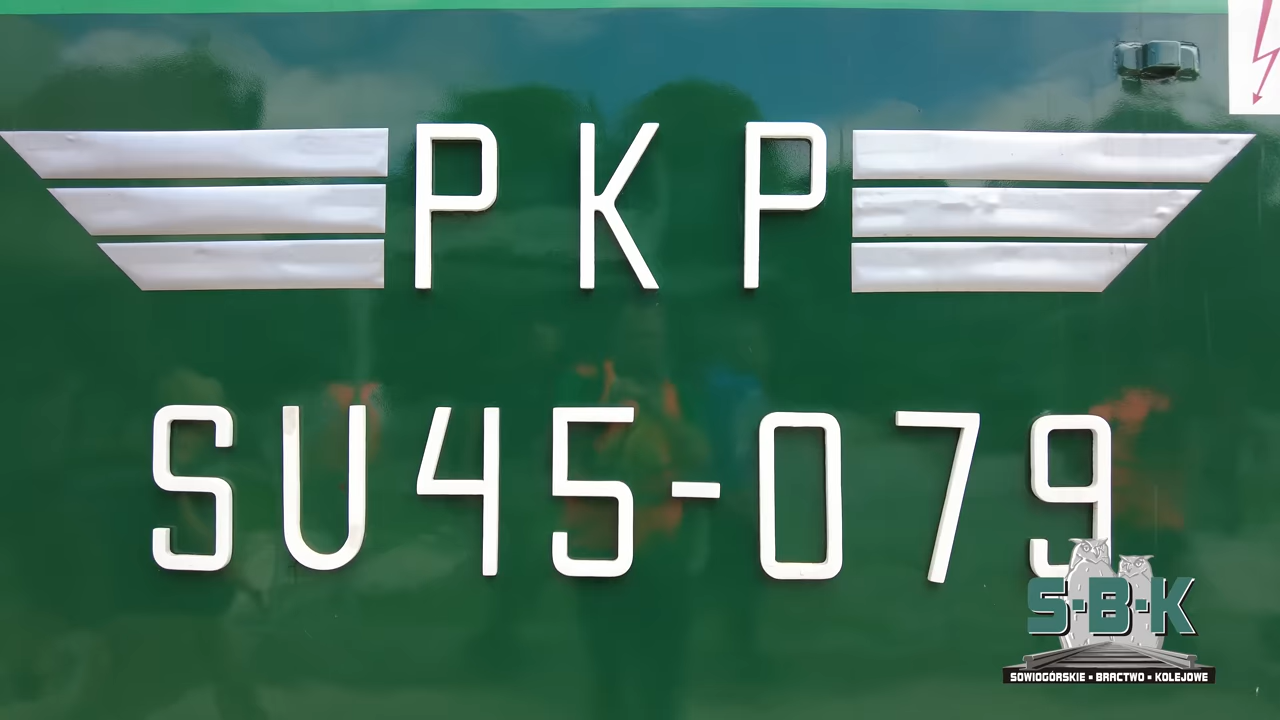 PKP
SU45-079
S·B·K
SOWIOGÓRSKIE • BRACTWO • KOLEJOWE